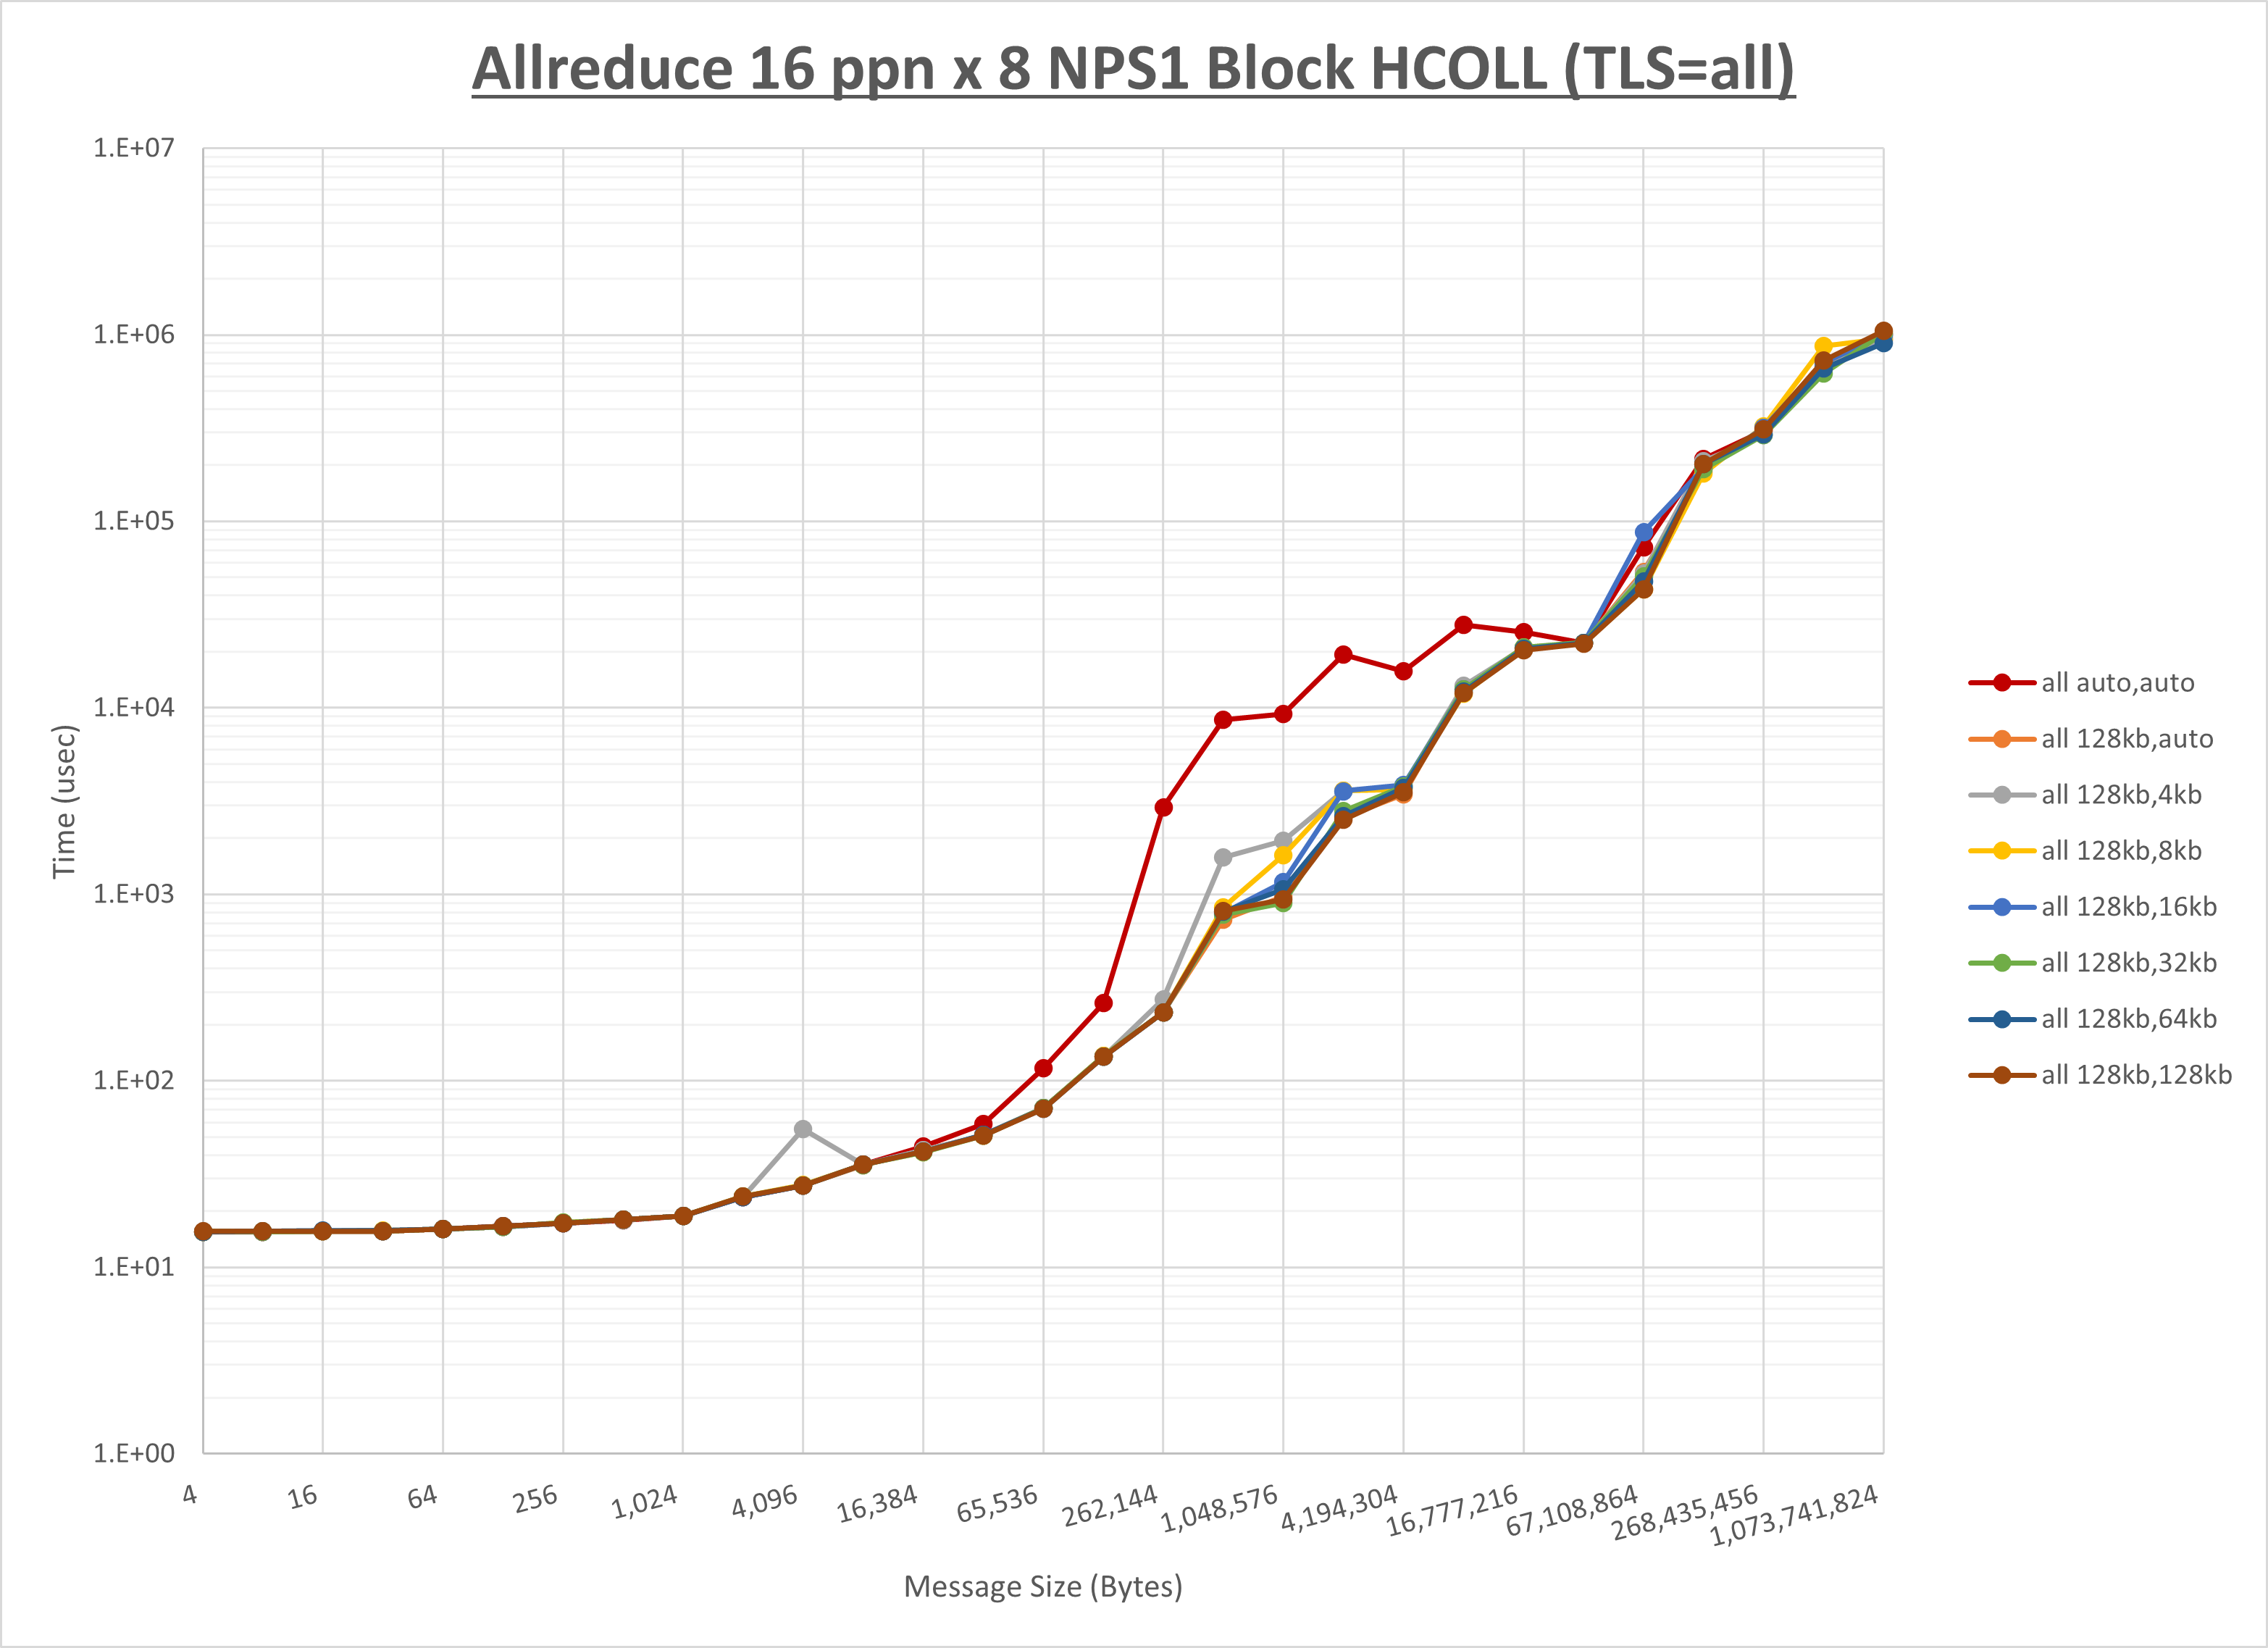 Allreduce 16 ppn x 8 NPS1 Block HCOLL (TLS=all)
1.E+07
1.E+06
1.E+05
1.E+04
1.E+03
1.E+02
1.E+01
1.E+00
Time (usec)
4
16
64
256
1,024
4,096
16,384
65,536
262,144
1,048,576
4,194,304
16,777,216
67,108,864
268,435,456
1,073,741,824
Message Size (Bytes)
all auto,auto
all 128kb,auto
all 128kb,4kb
all 128kb,8kb
all 128kb,16kb
all 128kb,32kb
all 128kb,64kb
all 128kb,128kb